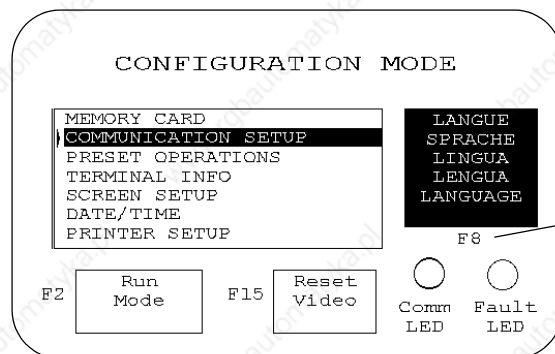 CONFIGURATION MODE
MEMORY CARD
COMMUNICATION SETUP
PRESET OPERATIONS
TERMINAL INFO
SCREEN SETUP
DATE/TIME
PRINTER SETUP
LANGUE
SPRACHE
LINGUA
LENGUA
LANGUAGE
F8
F2
Run
Mode
F15
Reset
Video
Comm
LED
Fault
LED